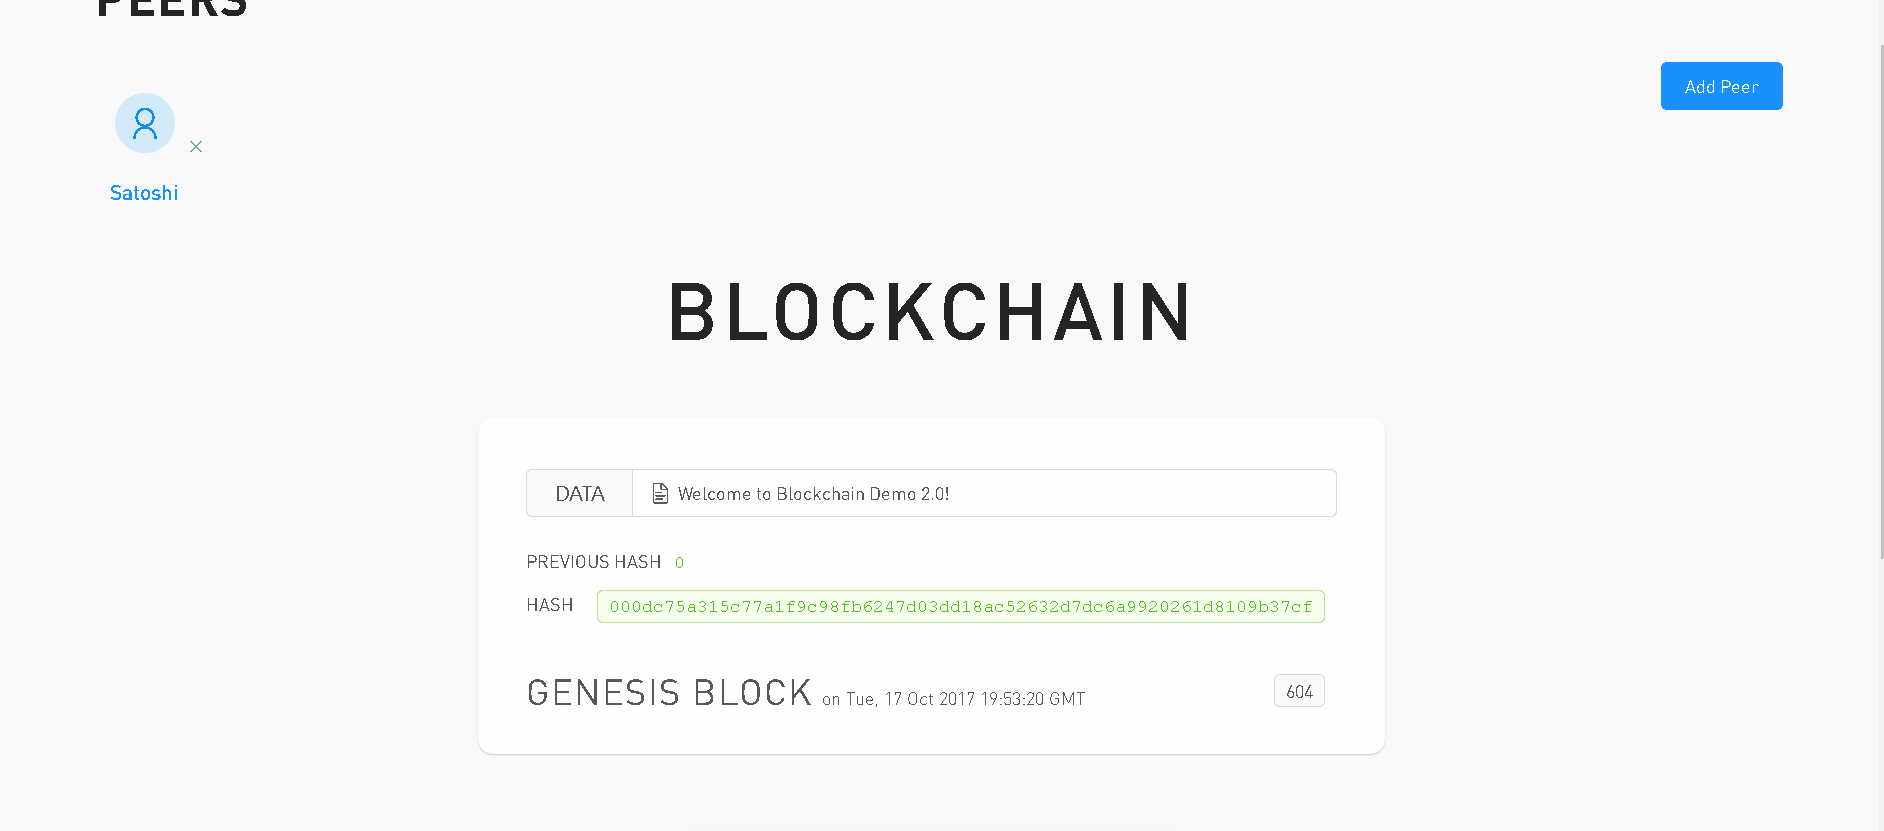 PEERS
Add Peer
Satoshi
BLOCKCHAIN
DATA Welcome to Blockchain Demo 2.0!
PREVIOUS HASH 0
HASH 000dc75a315c77a1f9c98fb6247d03dd18ac52632d7dc6a9920261d8109b37cf
GENESIS BLOCK on Tue, 17 Oct 2017 19:53:20 GMT 604